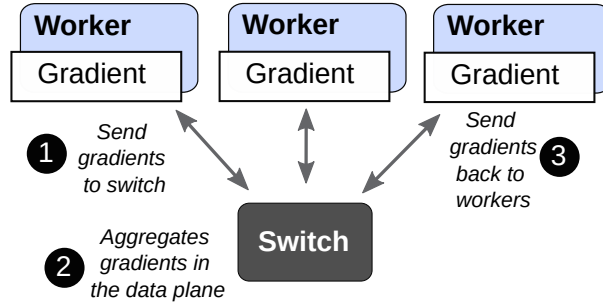 Worker
Gradient
Worker
Gradient
Worker
Gradient
1
Send
gradients
to switch
Send
gradients
back to
workers
3
2
Aggregates
gradients in
the data plane
Switch